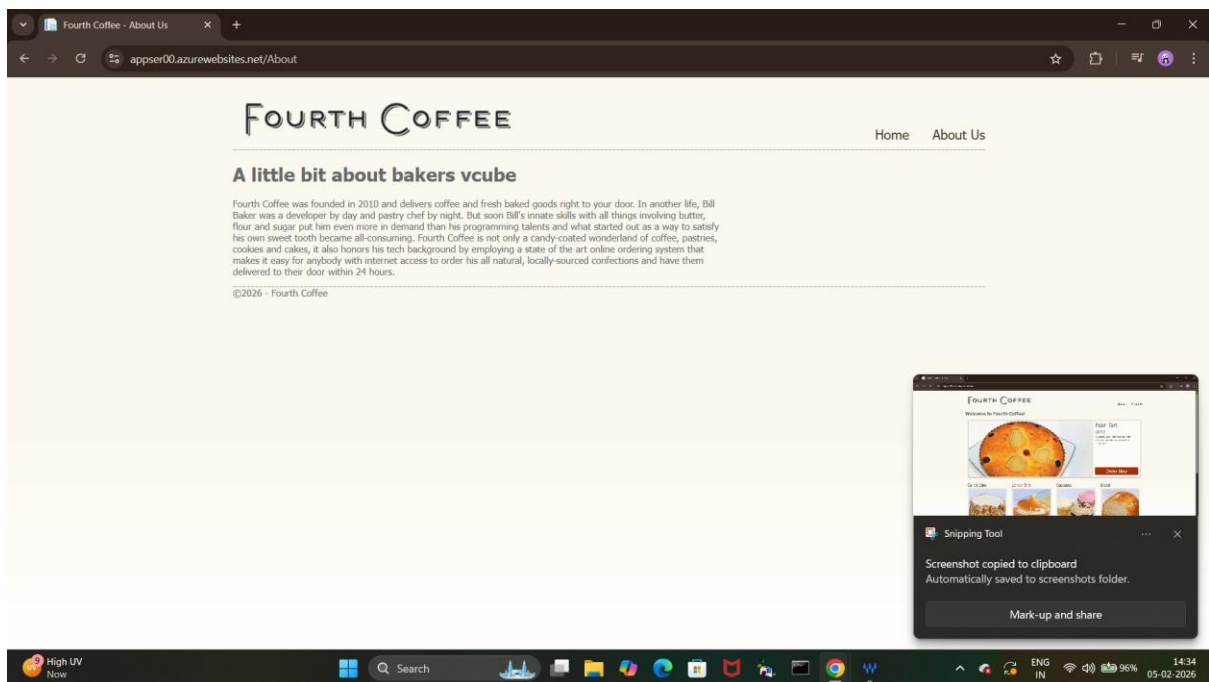 Fourth Coffee - About Us
appser00.azurewebsites.net/About
FOURTH COFFEE
Home About Us
A little bit about bakers vcube
Fourth Coffee was founded in 2010 and delivers coffee and fresh baked goods right to your door. In another life, Bill
Baker was a developer by day and pastry chef by night. But soon Bill's innate skills with all things involving butter,
flour and sugar put him even more in demand than his programming talents and what started out as a way to satisfy
his own sweet tooth became all-consuming. Fourth Coffee is not only a candy-coated wonderland of coffee, pastries,
cookies and cakes, it also honors his tech background by employing a state of the art online ordering system that
makes it easy for anybody with internet access to order his all natural, locally-sourced confections and have them
delivered to their door within 24 hours.
©2026 - Fourth Coffee
FOURTH COFFEE
Welcome to Fourth Coffee!
Pear Tart
Order Now
Cupcakes
Bread
Snipping Tool
Screenshot copied to clipboard
Automatically saved to screenshots folder.
Mark-up and share
9
High UV
Now
Search
ENG
IN
96%
14:34
05-02-2026